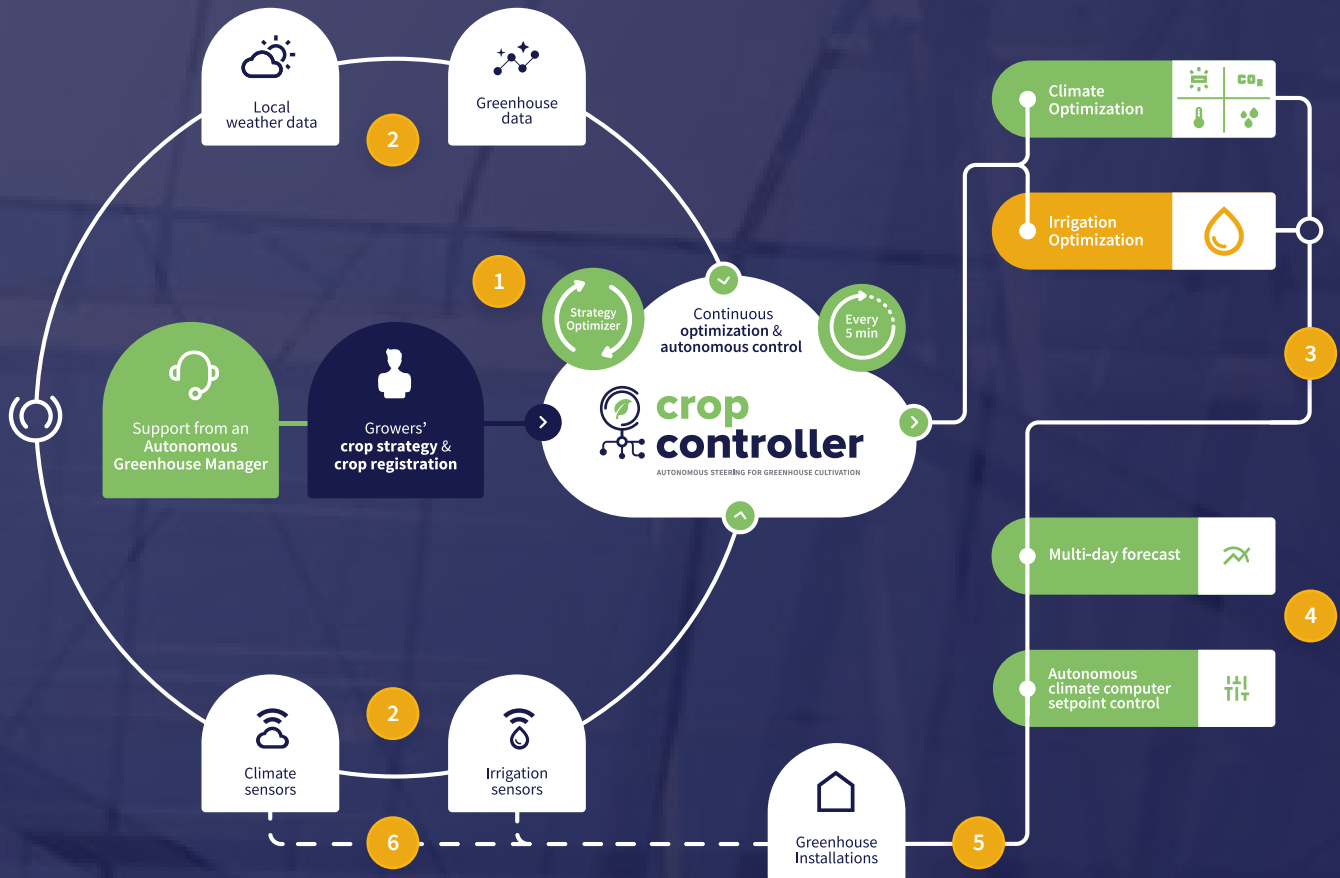 Local
weather data
2
Greenhouse
data
Climate
Optimization
CO₂
Irrigation
Optimization
1
Strategy
Optimizer
Continuous
optimization &
autonomous control
Every
5 min
3
Support from an
Autonomous
Greenhouse Manager
Growers’
crop strategy &
crop registration
crop
controller
AUTONOMOUS STEERING FOR GREENHOUSE CULTIVATION
Multi-day forecast
4
Autonomous
climate computer
setpoint control
2
Climate
sensors
Irrigation
sensors
6
Greenhouse
Installations
5